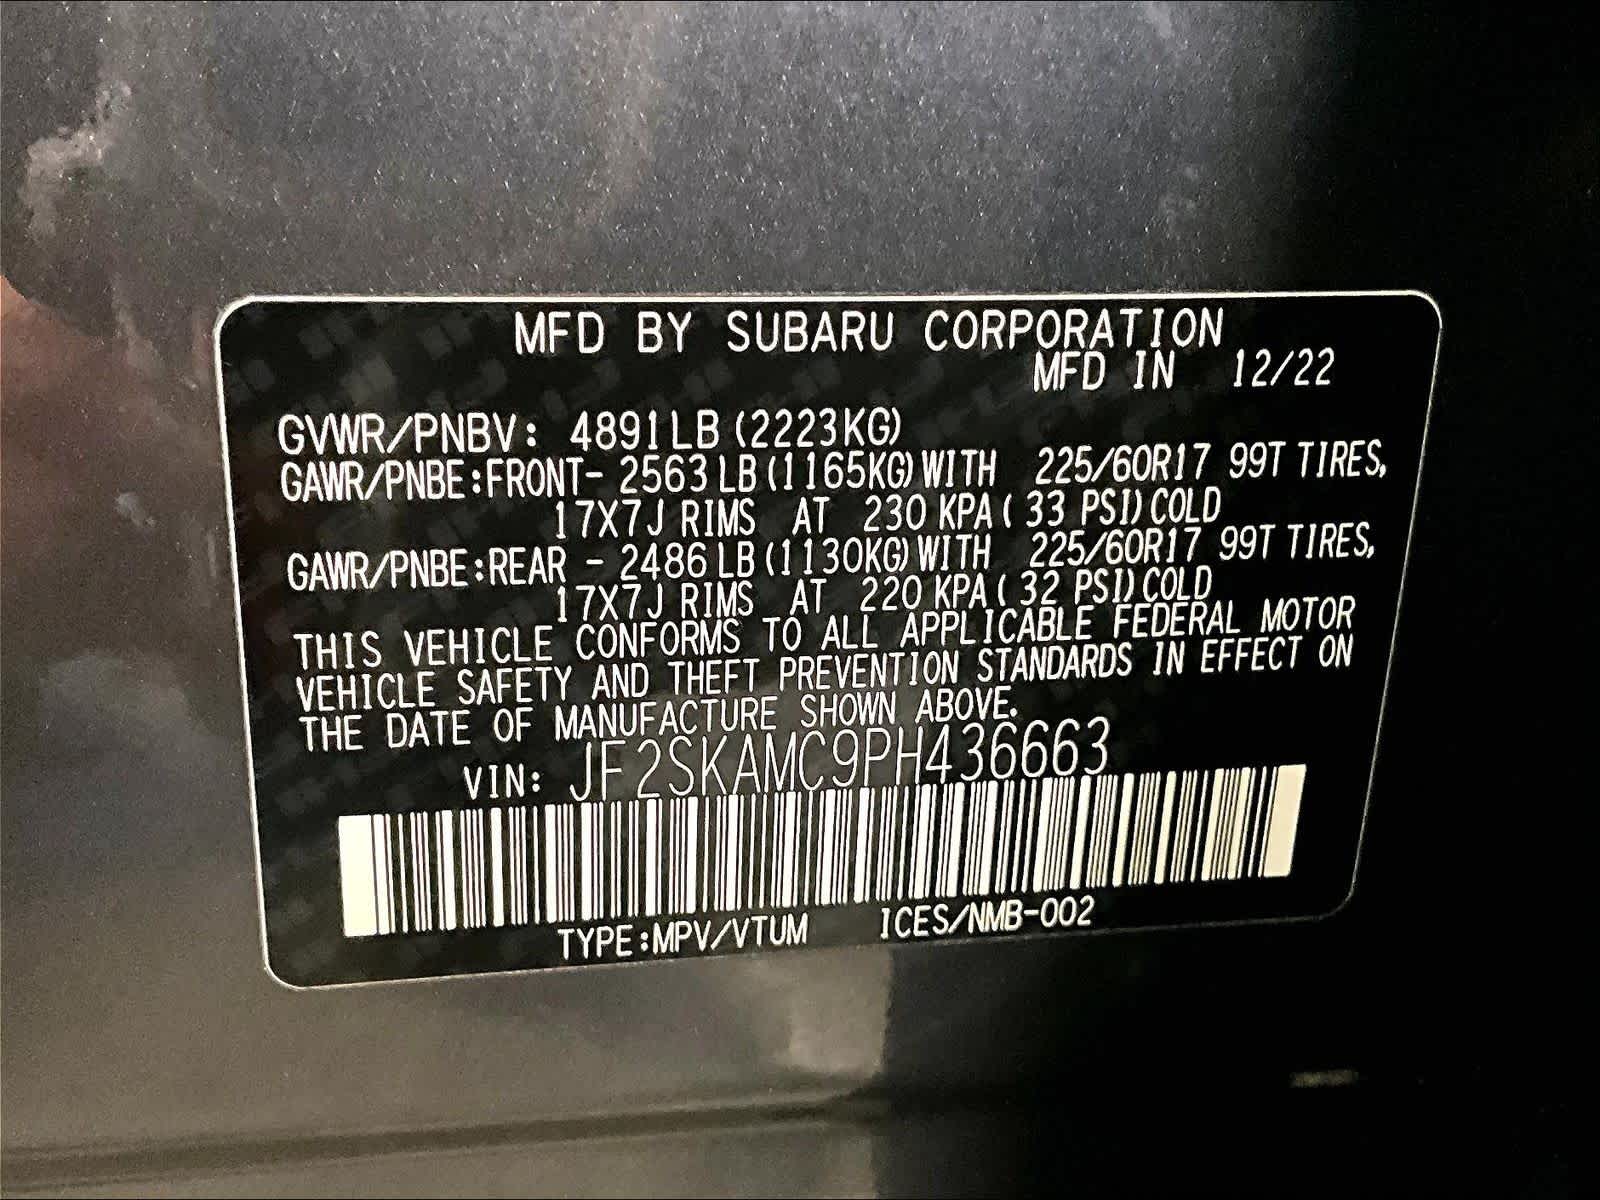 MFD BY SUBARU CORPORATION
MFD IN 12/22
GVWR/PNBV: 4891LB (2223KG)
GAWR/PNBE:FRONT- 2563 LB (1165KG) WITH 225/60R17 99T TIRES,
17X7J RIMS AT 230 KPA ( 33 PSI) COLD
GAWR/PNBE:REAR - 2486 LB (1130KG) WITH 225/60R17 99T TIRES,
17X7J RIMS AT 220 KPA ( 32 PSI) COLD
THIS VEHICLE CONFORMS TO ALL APPLICABLE FEDERAL MOTOR
VEHICLE SAFETY AND THEFT PREVENTION STANDARDS IN EFFECT ON
THE DATE OF MANUFACTURE SHOWN ABOVE.
VIN: JF2SKAMC9PH436663
TYPE:MPV/VTUM ICES/NMB-002